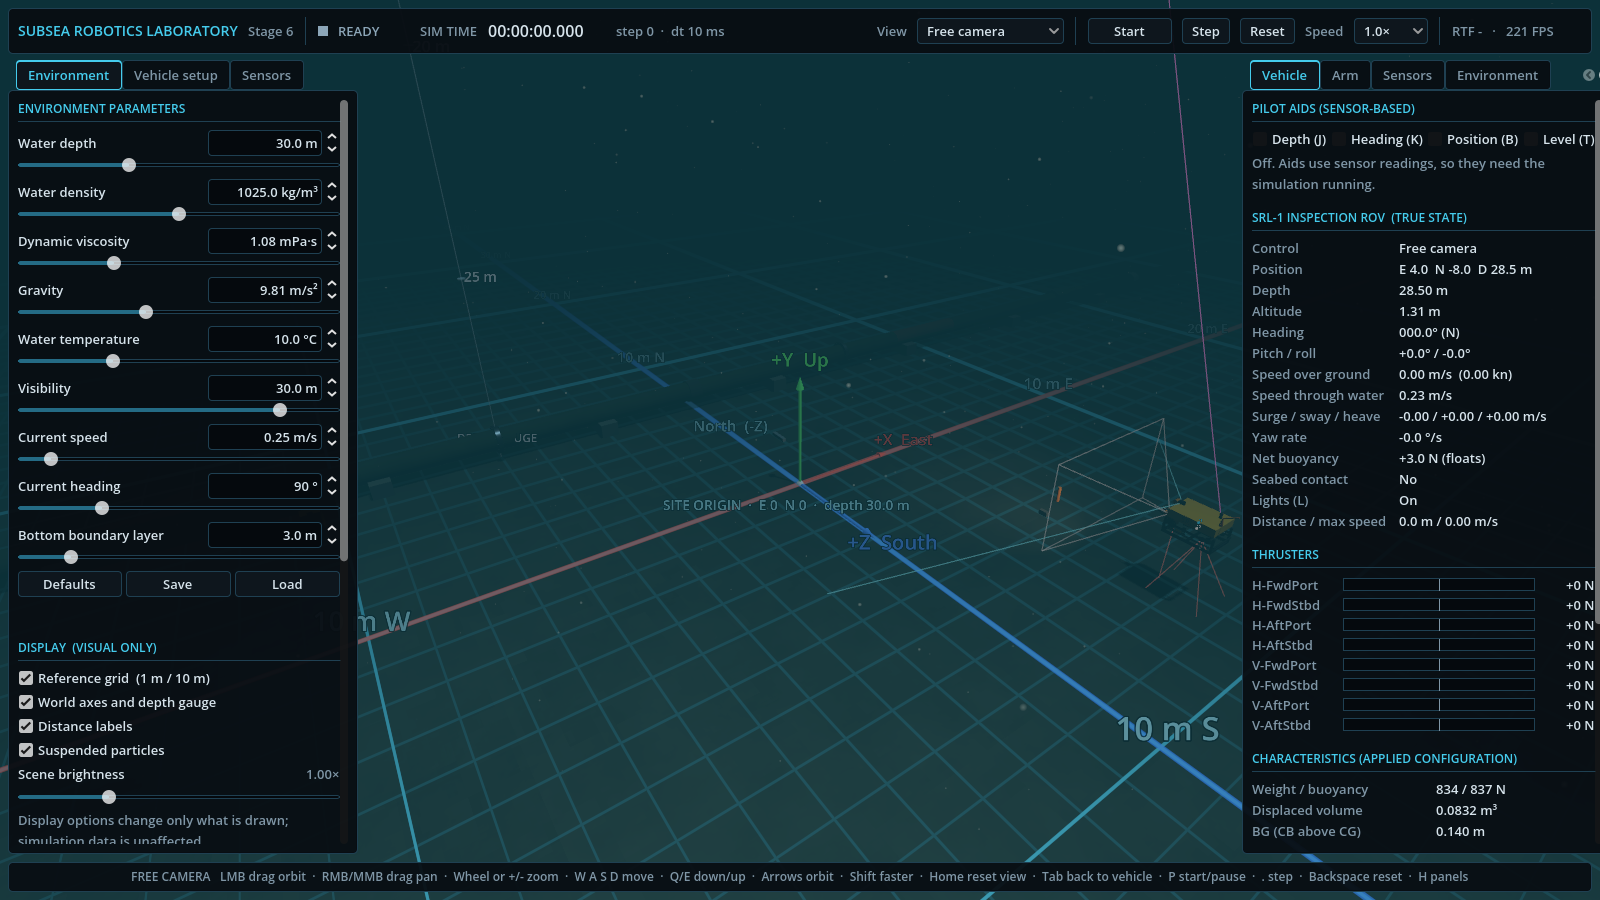 SUBSEA ROBOTICS LABORATORY Stage 6 READY SIM TIME 00:00:00.000 step 0 · dt 10 ms View Free camera Start Step Reset Speed 1.0× RTF - · 221 FPS
Environment Vehicle setup Sensors
ENVIRONMENT PARAMETERS
Water depth 30.0 m
Water density 1025.0 kg/m³
Dynamic viscosity 1.08 mPa·s
Gravity 9.81 m/s²
Water temperature 10.0 °C
Visibility 30.0 m
Current speed 0.25 m/s
Current heading 90 °
Bottom boundary layer 3.0 m
Defaults Save Load
DISPLAY (VISUAL ONLY)
Reference grid (1 m / 10 m)
World axes and depth gauge
Distance labels
Suspended particles
Scene brightness 1.00×
Display options change only what is drawn;
simulation data is unaffected
-25 m
10 m N
20 m E
+Y Up
10 m E
North (-Z)
+X East
UGE
SITE ORIGIN · E 0 N 0 · depth 30.0 m
+Z South
10 m W
10 m S
Vehicle Arm Sensors Environment
PILOT AIDS (SENSOR-BASED)
Depth (J) Heading (K) Position (B) Level (T)
Off. Aids use sensor readings, so they need the
simulation running.
SRL-1 INSPECTION ROV (TRUE STATE)
Control Free camera
Position E 4.0 N -8.0 D 28.5 m
Depth 28.50 m
Altitude 1.31 m
Heading 000.0° (N)
Pitch / roll +0.0° / -0.0°
Speed over ground 0.00 m/s (0.00 kn)
Speed through water 0.23 m/s
Surge / sway / heave -0.00 / +0.00 / +0.00 m/s
Yaw rate -0.0 °/s
Net buoyancy +3.0 N (floats)
Seabed contact No
Lights (L) On
Distance / max speed 0.0 m / 0.00 m/s
THRUSTERS
H-FwdPort +0 N
H-FwdStbd +0 N
H-AftPort +0 N
H-AftStbd +0 N
V-FwdPort +0 N
V-FwdStbd +0 N
V-AftPort +0 N
V-AftStbd +0 N
CHARACTERISTICS (APPLIED CONFIGURATION)
Weight / buoyancy 834 / 837 N
Displaced volume 0.0832 m³
BG (CB above CG) 0.140 m
FREE CAMERA LMB drag orbit · RMB/MMB drag pan · Wheel or +/- zoom · W A S D move · Q/E down/up · Arrows orbit · Shift faster · Home reset view · Tab back to vehicle · P start/pause · . step · Backspace reset · H panels